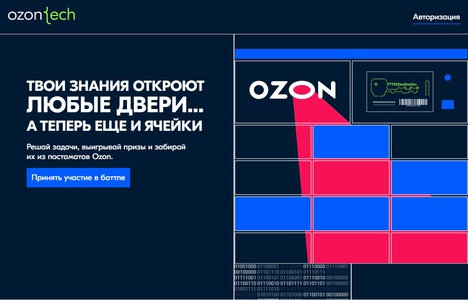 ozon{ech
Авторизация
ТВОИ ЗНАНИЯ ОТКРОЮТ
ЛЮБЫЕ ДВЕРИ...
А ТЕПЕРЬ ЕЩЕ И ЯЧЕЙКИ
Решай задачи, выигрывай призы и забирай
их из постаматов Ozon.
Принять участие в баттле
OZON